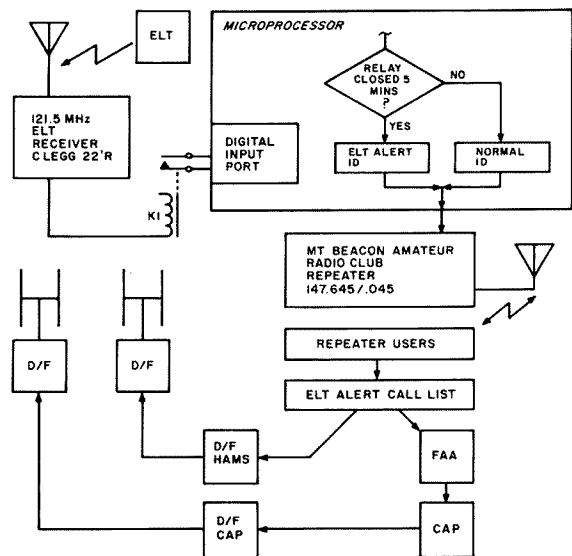 ELT
MICROPROCESSOR
RELAY
CLOSED 5
MINS
?
NO
YES
121.5 MHz
ELT
RECEIVER
CLEGG 22'R
DIGITAL
INPUT
PORT
ELT ALERT
ID
NORMAL
ID
K1
MT BEACON AMATEUR
RADIO CLUB
REPEATER
147.645/.045
REPEATER USERS
ELT ALERT CALL LIST
D/F
D/F
D/F
HAMS
FAA
D/F
CAP
CAP